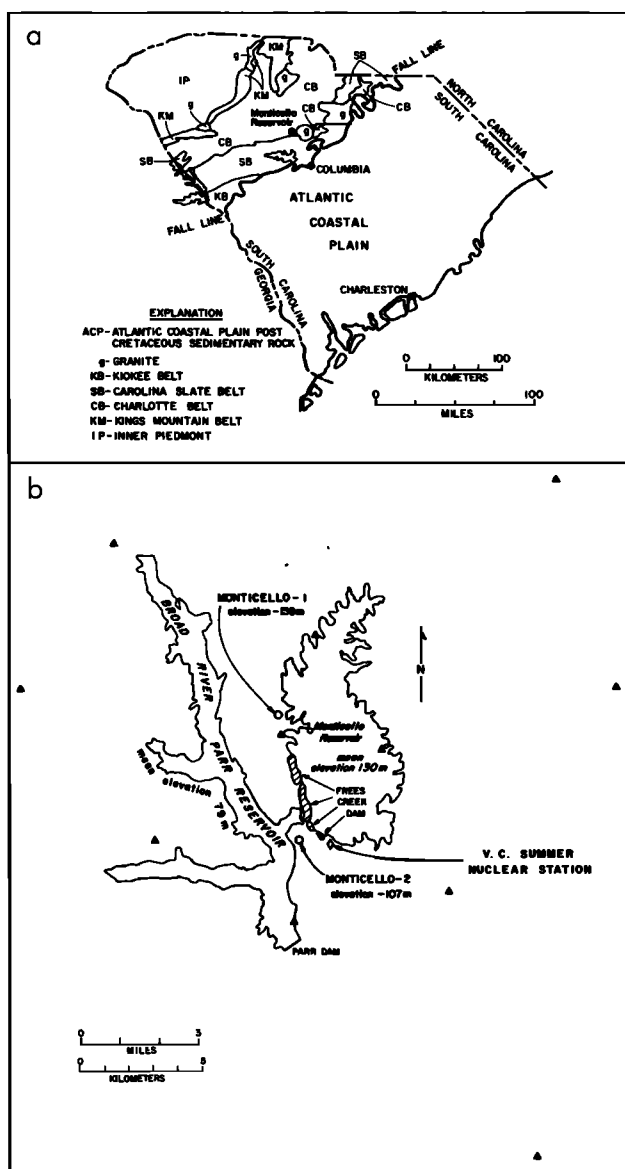 a
KM
SB
FALL LINE
g
IP
CB
g
NORTH CAROLINA
SOUTH CAROLINA
KM
g
CB
Monticello
Reservoir
CB
g
KM
CB
g
SB
SB
COLUMBIA
KB
ATLANTIC
COASTAL
PLAIN
FALL LINE
SOUTH CAROLINA
GEORGIA
CHARLESTON
EXPLANATION
ACP-ATLANTIC COASTAL PLAIN POST
CRETACEOUS SEDIMENTARY ROCK
g-GRANITE
KB-KIOKEE BELT
SB-CAROLINA SLATE BELT
CB-CHARLOTTE BELT
KM-KINGS MOUNTAIN BELT
IP-INNER PIEDMONT
0 100
KILOMETERS
0 100
MILES
b
MONTICELLO-1
elevation-138m
BROAD RIVER
PARR RESERVOIR
mean elevation 79 m
N
Monticello
Reservoir
mean
elevation 130 m
FREES
CREEK
DAM
V. C. SUMMER
NUCLEAR STATION
MONTICELLO-2
elevation-107m
PARR DAM
0 3
MILES
0 5
KILOMETERS